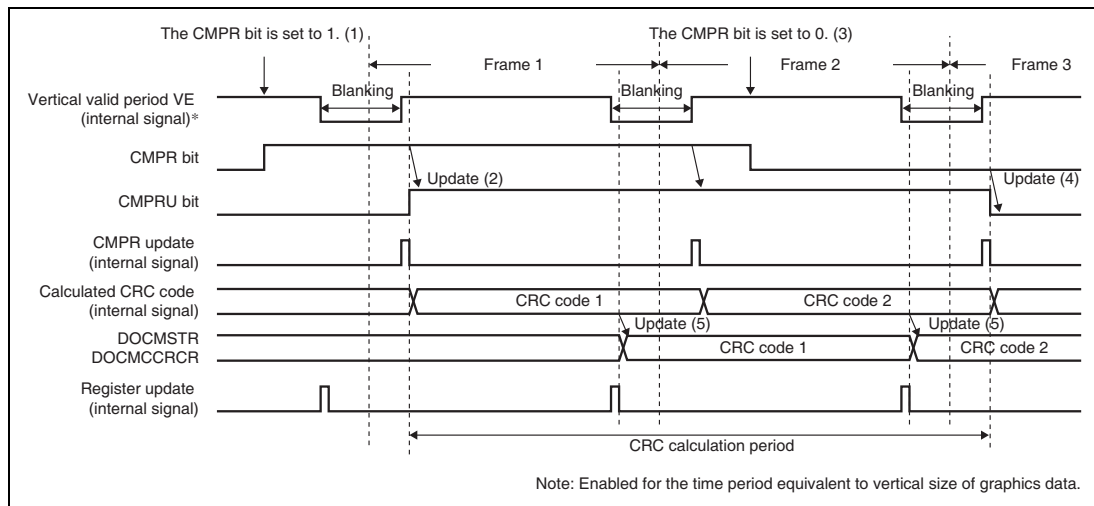 The CMPR bit is set to 1. (1)
The CMPR bit is set to 0. (3)
Frame 1
Frame 2
Frame 3
Vertical valid period VE
(internal signal)*
Blanking
Blanking
Blanking
CMPR bit
Update (2)
Update (4)
CMPRU bit
CMPR update
(internal signal)
Calculated CRC code
(internal signal)
CRC code 1
CRC code 2
Update (5)
Update (5)
DOCMSTR
DOCMCCRCR
CRC code 1
CRC code 2
Register update
(internal signal)
CRC calculation period
Note: Enabled for the time period equivalent to vertical size of graphics data.